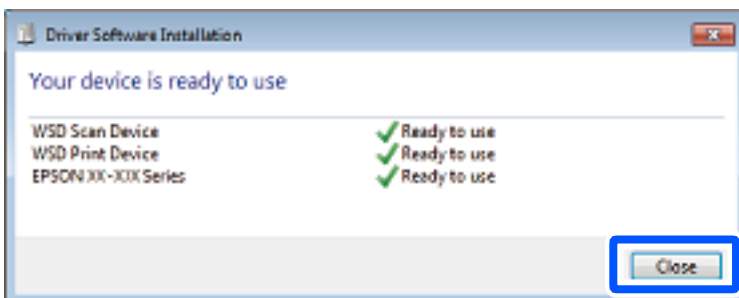 Driver Software Installation
Your device is ready to use
WSD Scan Device Ready to use
WSD Print Device Ready to use
EPSON XX-XXX Series Ready to use
Close